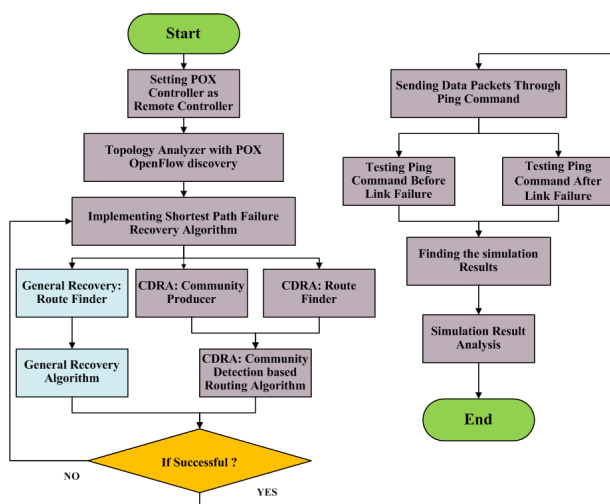 Start
Setting POX
Controller as
Remote Controller
Topology Analyzer with POX
OpenFlow discovery
Implementing Shortest Path Failure
Recovery Algorithm
General Recovery:
Route Finder
CDRA: Community
Producer
CDRA: Route
Finder
General Recovery
Algorithm
CDRA: Community
Detection based
Routing Algorithm
If Successful ?
NO
YES
Sending Data Packets Through
Ping Command
Testing Ping
Command Before
Link Failure
Testing Ping
Command After
Link Failure
Finding the simulation
Results
Simulation Result
Analysis
End